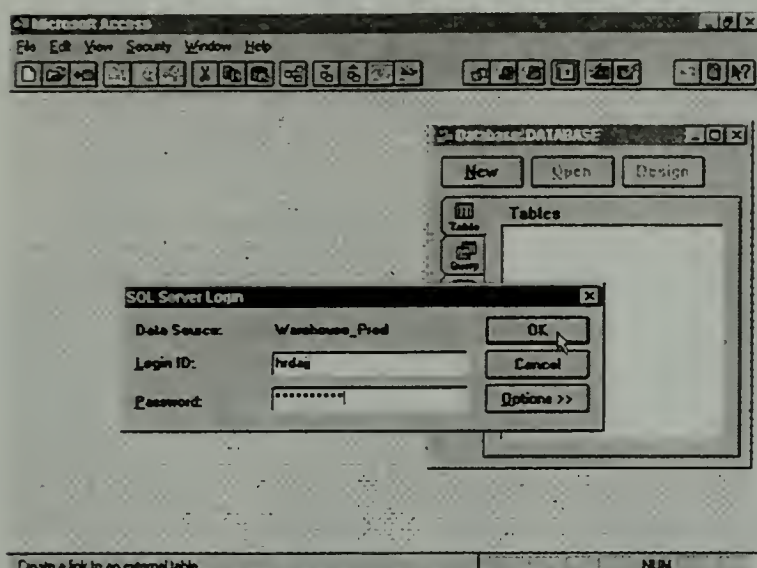 Microsoft Access
File Edit View Security Window Help
Database: DATABASE
New Open Design
Table
Tables
Query
SQL Server Login
Data Source: Warehouse_Prod
OK
Login ID:
Cancel
Password: **********
Options >>
Create a link to an external table
NUM